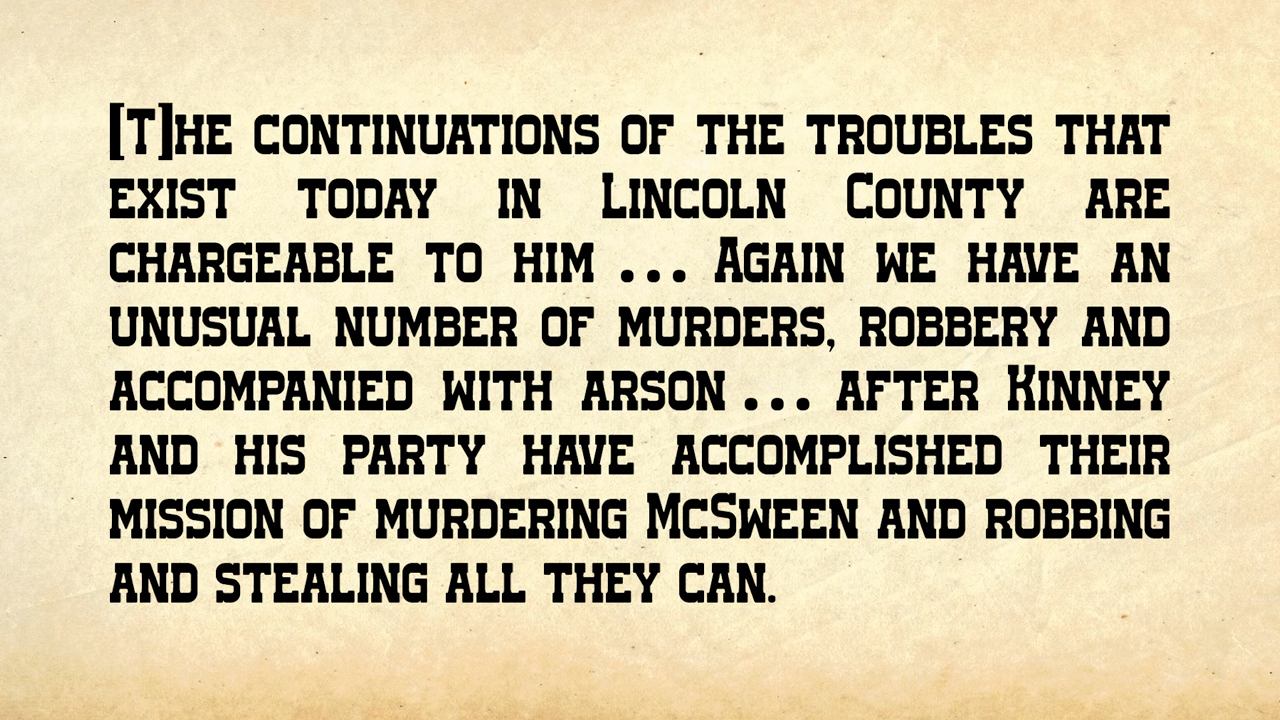 [T]he continuations of the troubles that
exist today in Lincoln County are
chargeable to him ... Again we have an
unusual number of murders, robbery and
accompanied with arson ... after Kinney
and his party have accomplished their
mission of murdering McSween and robbing
and stealing all they can.